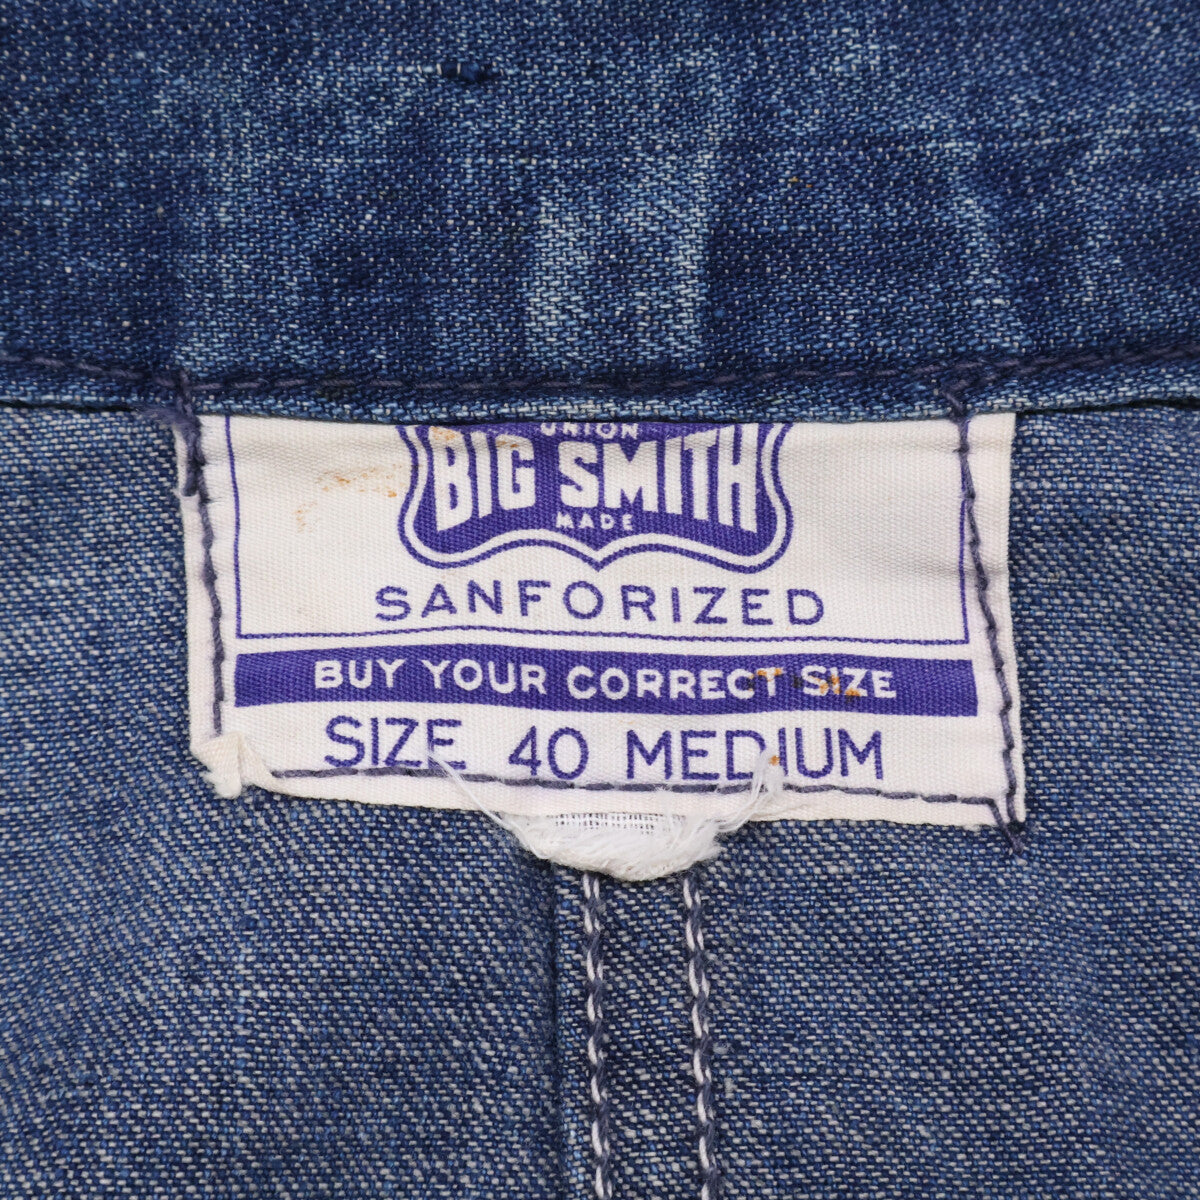 UNION
BIG SMITH
MADE
SANFORIZED
BUY YOUR CORRECT SIZE
SIZE 40 MEDIUM